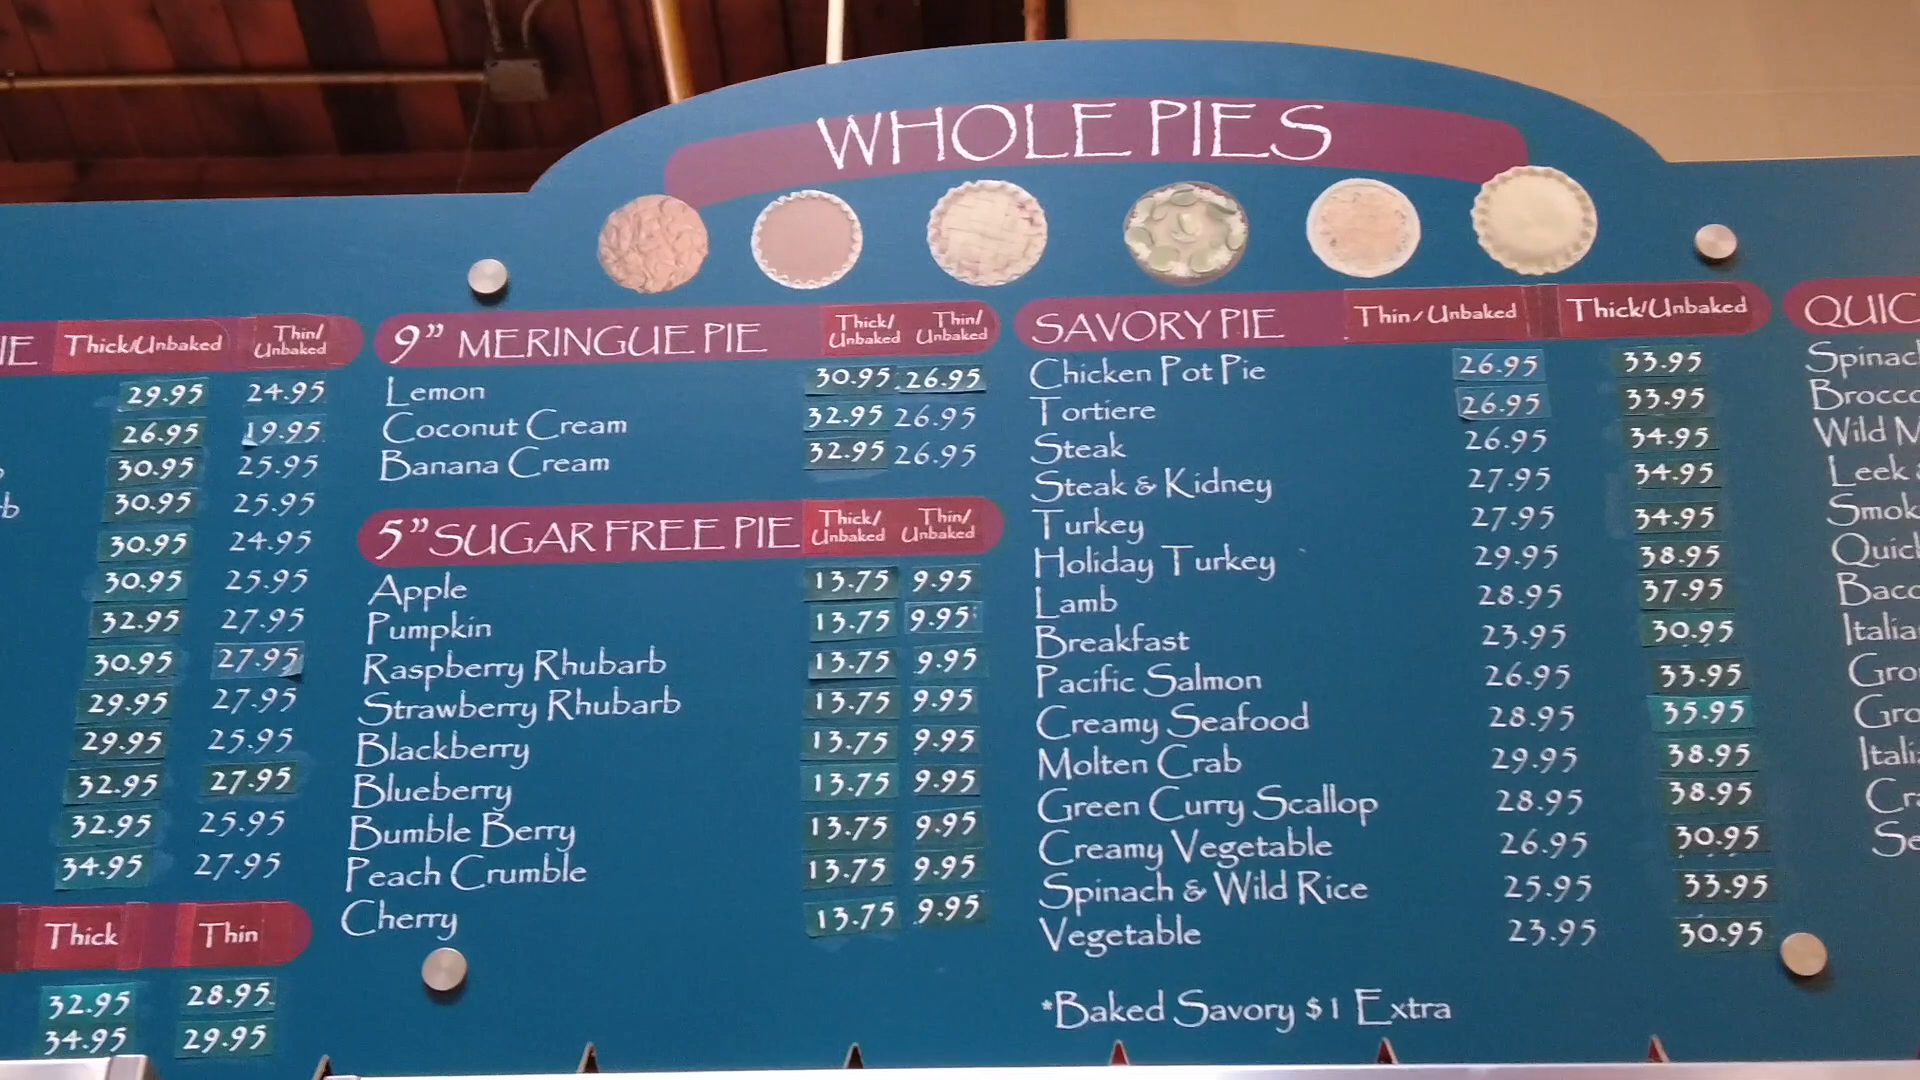 WHOLE PIES
IE Thick/Unbaked Thin/Unbaked
29.95 24.95
26.95 19.95
30.95 25.95
rb 30.95 25.95
30.95 24.95
30.95 25.95
32.95 27.95
30.95 27.95
29.95 27.95
29.95 25.95
32.95 27.95
32.95 25.95
34.95 27.95
Thick Thin
32.95 28.95
34.95 29.95
9" MERINGUE PIE Thick/Unbaked Thin/Unbaked
Lemon 30.95 26.95
Coconut Cream 32.95 26.95
Banana Cream 32.95 26.95
5" SUGAR FREE PIE Thick/Unbaked Thin/Unbaked
Apple 13.75 9.95
Pumpkin 13.75 9.95
Raspberry Rhubarb 13.75 9.95
Strawberry Rhubarb 13.75 9.95
Blackberry 13.75 9.95
Blueberry 13.75 9.95
Bumble Berry 13.75 9.95
Peach Crumble 13.75 9.95
Cherry 13.75 9.95
SAVORY PIE Thin/Unbaked Thick/Unbaked
Chicken Pot Pie 26.95 33.95
Tortiere 26.95 33.95
Steak 26.95 34.95
Steak & Kidney 27.95 34.95
Turkey 27.95 34.95
Holiday Turkey 29.95 38.95
Lamb 28.95 37.95
Breakfast 23.95 30.95
Pacific Salmon 26.95 33.95
Creamy Seafood 28.95 35.95
Molten Crab 29.95 38.95
Green Curry Scallop 28.95 38.95
Creamy Vegetable 26.95 30.95
Spinach & Wild Rice 25.95 33.95
Vegetable 23.95 30.95
*Baked Savory $1 Extra
QUIC
Spinac
Brocco
Wild M
Leek
Smok
Quic
Baco
Italia
Gro
Gro
Itali
Cra
Se